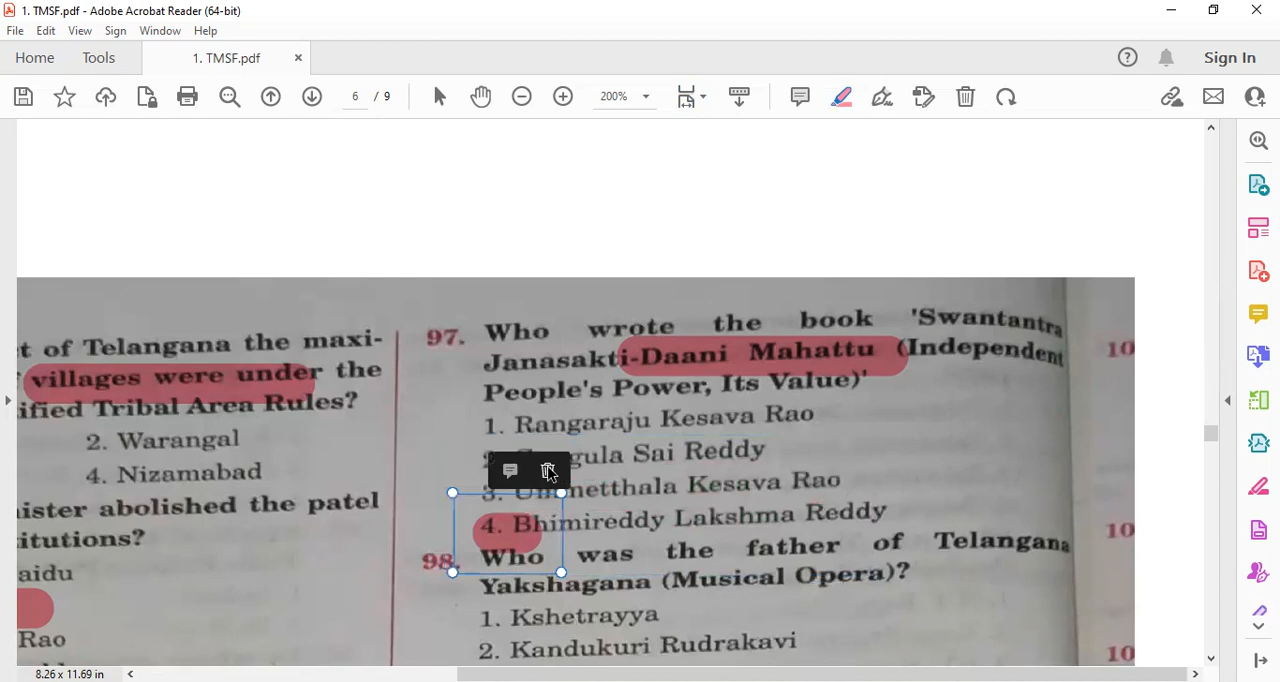 1. TMSF.pdf - Adobe Acrobat Reader (64-bit)
File Edit View Sign Window Help
Home Tools 1. TMSF.pdf × Sign In
6 / 9 200%
t of Telangana the maxi-
villages were under the
ified Tribal Area Rules?
2. Warangal
4. Nizamabad
ister abolished the patel
itutions?
aidu
Rao
97. Who wrote the book 'Swantantra
Janasakti-Daani Mahattu (Independent
People's Power, Its Value)'
1. Rangaraju Kesava Rao
gula Sai Reddy
3. netthala Kesava Rao
4. Bhimireddy Lakshma Reddy
98. Who was the father of Telangana
Yakshagana (Musical Opera)?
1. Kshetrayya
2. Kandukuri Rudrakavi
10
10
10
8.26 x 11.69 in